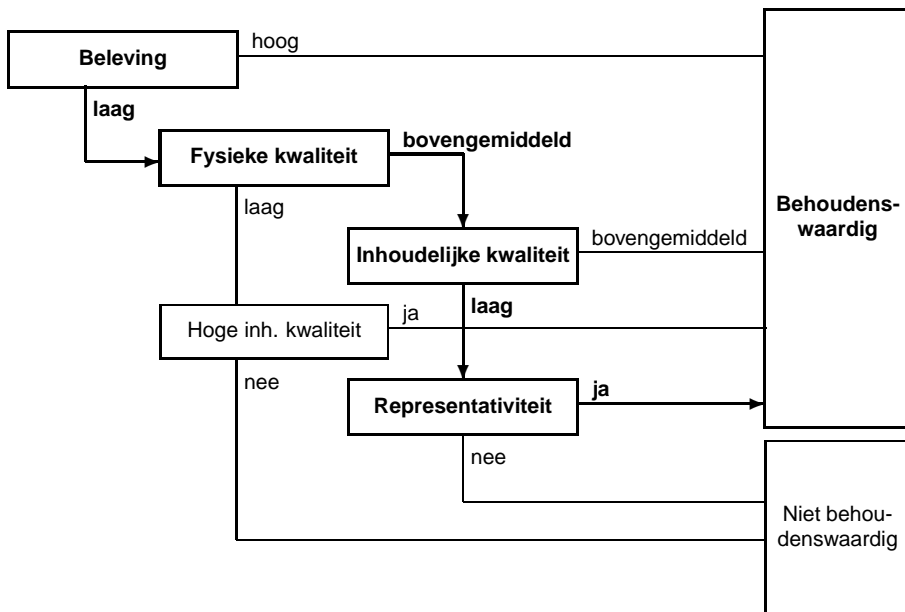 hoog
Beleving
laag
bovengemiddeld
Fysieke kwaliteit
laag
Behoudens-
waardig
bovengemiddeld
Inhoudelijke kwaliteit
laag
ja
Hoge inh. kwaliteit
nee
ja
Representativiteit
nee
Niet behou-
denswaardig